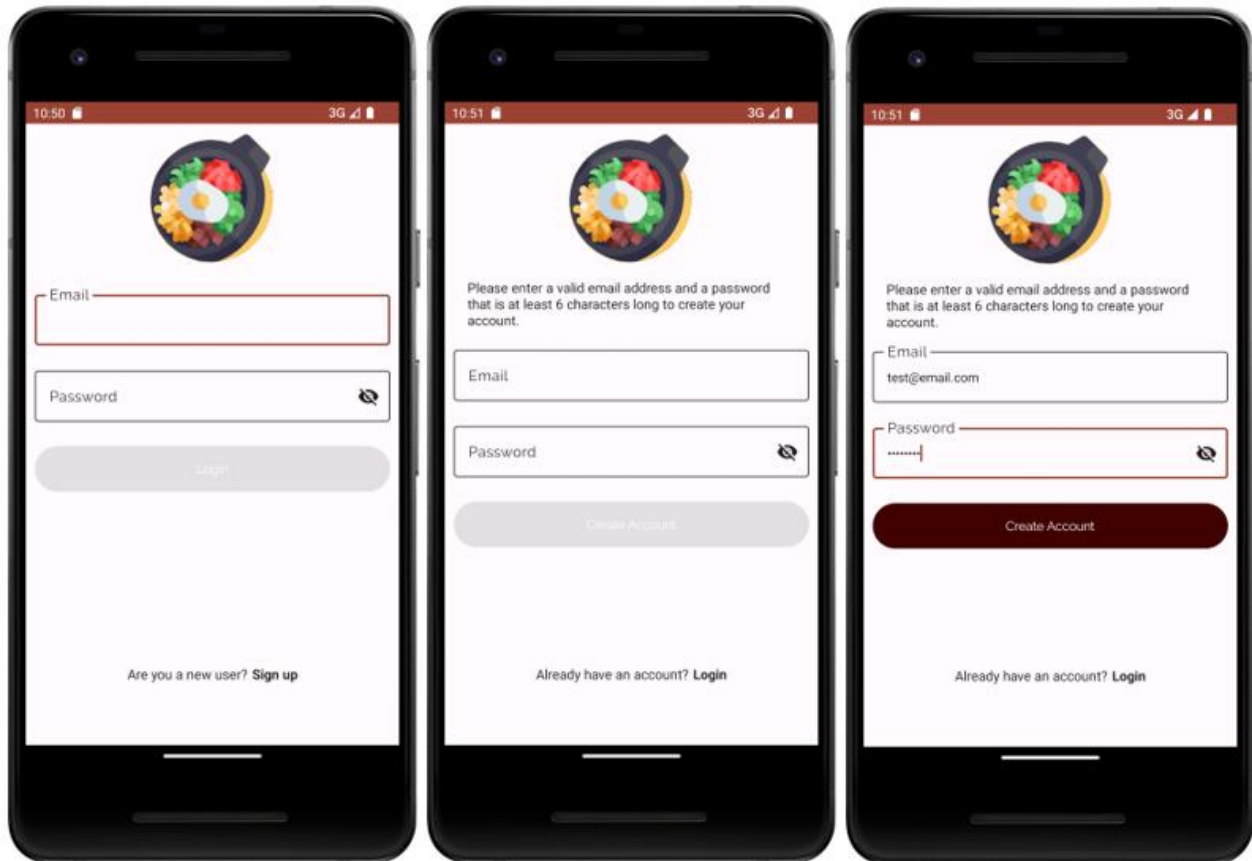 10:50
3G
Email
Password
Login
Are you a new user? Sign up
10:51
3G
Please enter a valid email address and a password
that is at least 6 characters long to create your
account.
Email
Password
Create Account
Already have an account? Login
10:51
3G
Please enter a valid email address and a password
that is at least 6 characters long to create your
account.
Email
test@email.com
Password
Create Account
Already have an account? Login